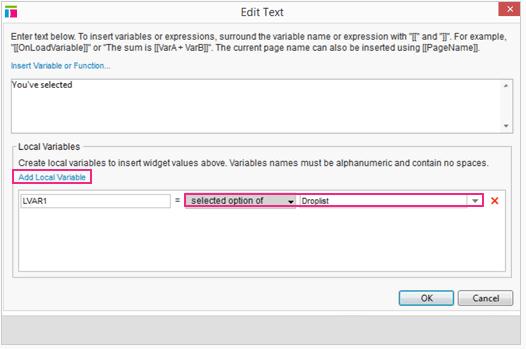 Edit Text
Enter text below. To insert variables or expressions, surround the variable name or expression with "[[" and "]]". For example,
"[[OnLoadVariable]]" or "The sum is [[VarA + VarB]]". The current page name can also be inserted using [[PageName]].
Insert Variable or Function...
You've selected
Local Variables
Create local variables to insert widget values above. Variables names must be alphanumeric and contain no spaces.
Add Local Variable
LVAR1 = selected option of Droplist
OK Cancel